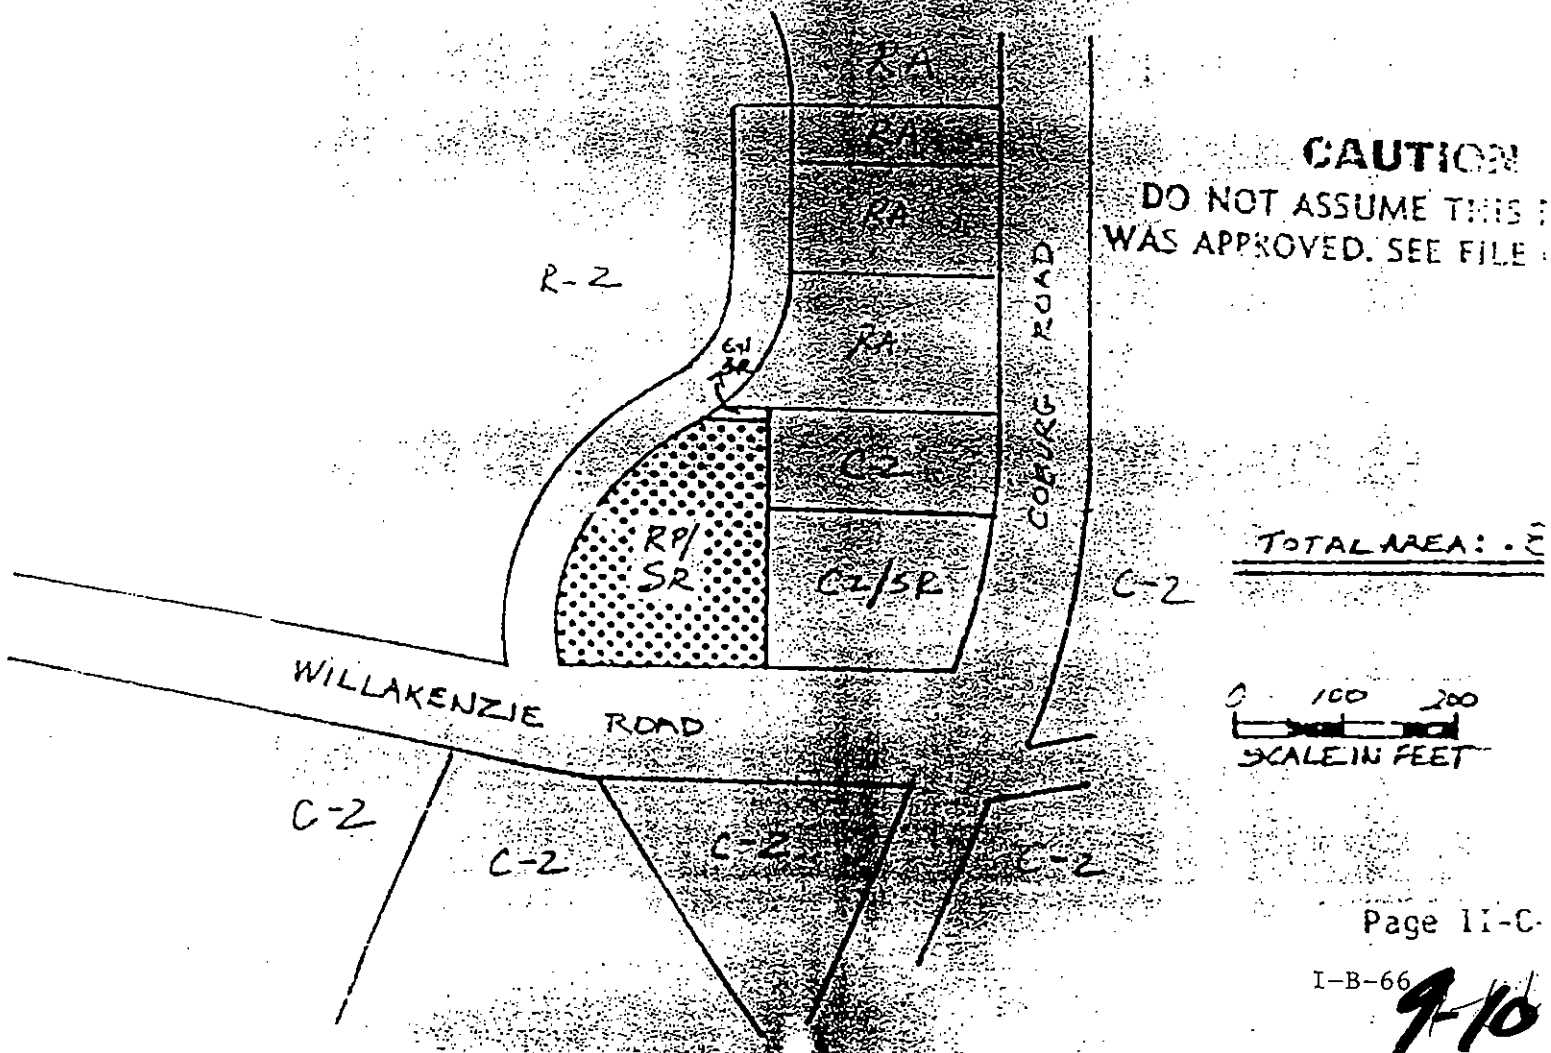 RA
RA
RA
R-2
RA
SR
C2
RP/
SR
C2/SR
COBURG ROAD
C-2
WILLAKENZIE ROAD
C-2
C-2
C-2
C-2
CAUTION
DO NOT ASSUME THIS
WAS APPROVED. SEE FILE
TOTAL AREA: .
0 100 200
SCALE IN FEET
Page II-C-
I-B-66
9-10